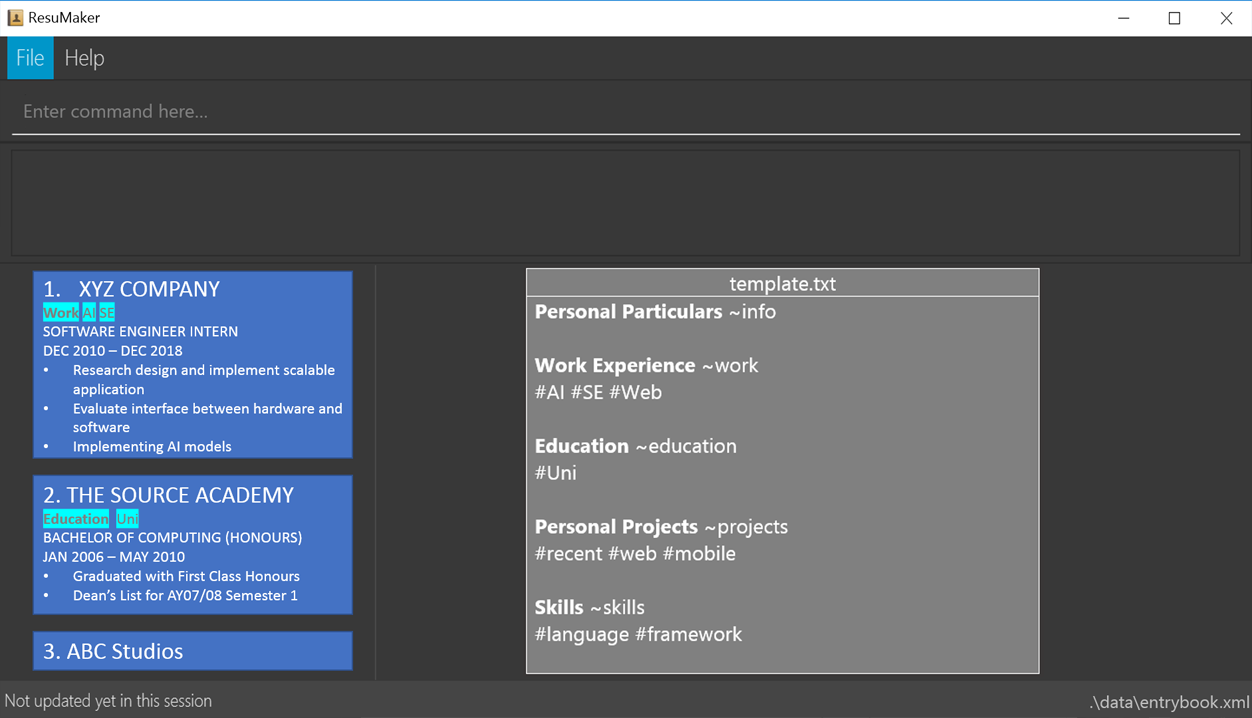 ResuMaker
File Help
Enter command here...
1. XYZ COMPANY
Work AI SE
SOFTWARE ENGINEER INTERN
DEC 2010 – DEC 2018
• Research design and implement scalable
application
• Evaluate interface between hardware and
software
• Implementing AI models
2. THE SOURCE ACADEMY
Education Uni
BACHELOR OF COMPUTING (HONOURS)
JAN 2006 – MAY 2010
• Graduated with First Class Honours
• Dean’s List for AY07/08 Semester 1
3. ABC Studios
template.txt
Personal Particulars ~info
Work Experience ~work
#AI #SE #Web
Education ~education
#Uni
Personal Projects ~projects
#recent #web #mobile
Skills ~skills
#language #framework
Not updated yet in this session
.\data\entrybook.xml